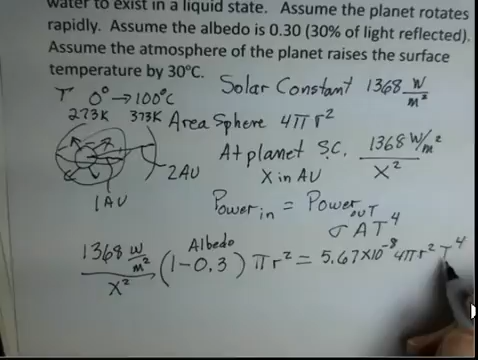 water to exist in a liquid state. Assume the planet rotates
rapidly. Assume the albedo is 0.30 (30% of light reflected).
Assume the atmosphere of the planet raises the surface
temperature by 30°C.
Solar Constant 1368 W/m²
T 0° → 100°C
273K 373K Area Sphere 4πr²
At planet S.C. 1368 W/m² / X²
X in AU
2AU
1AU
Power in = Power OUT
σAT⁴
Albedo
1368 W/m² / X² (1-0.3) πr² = 5.67×10⁻⁸ 4πr² T⁴